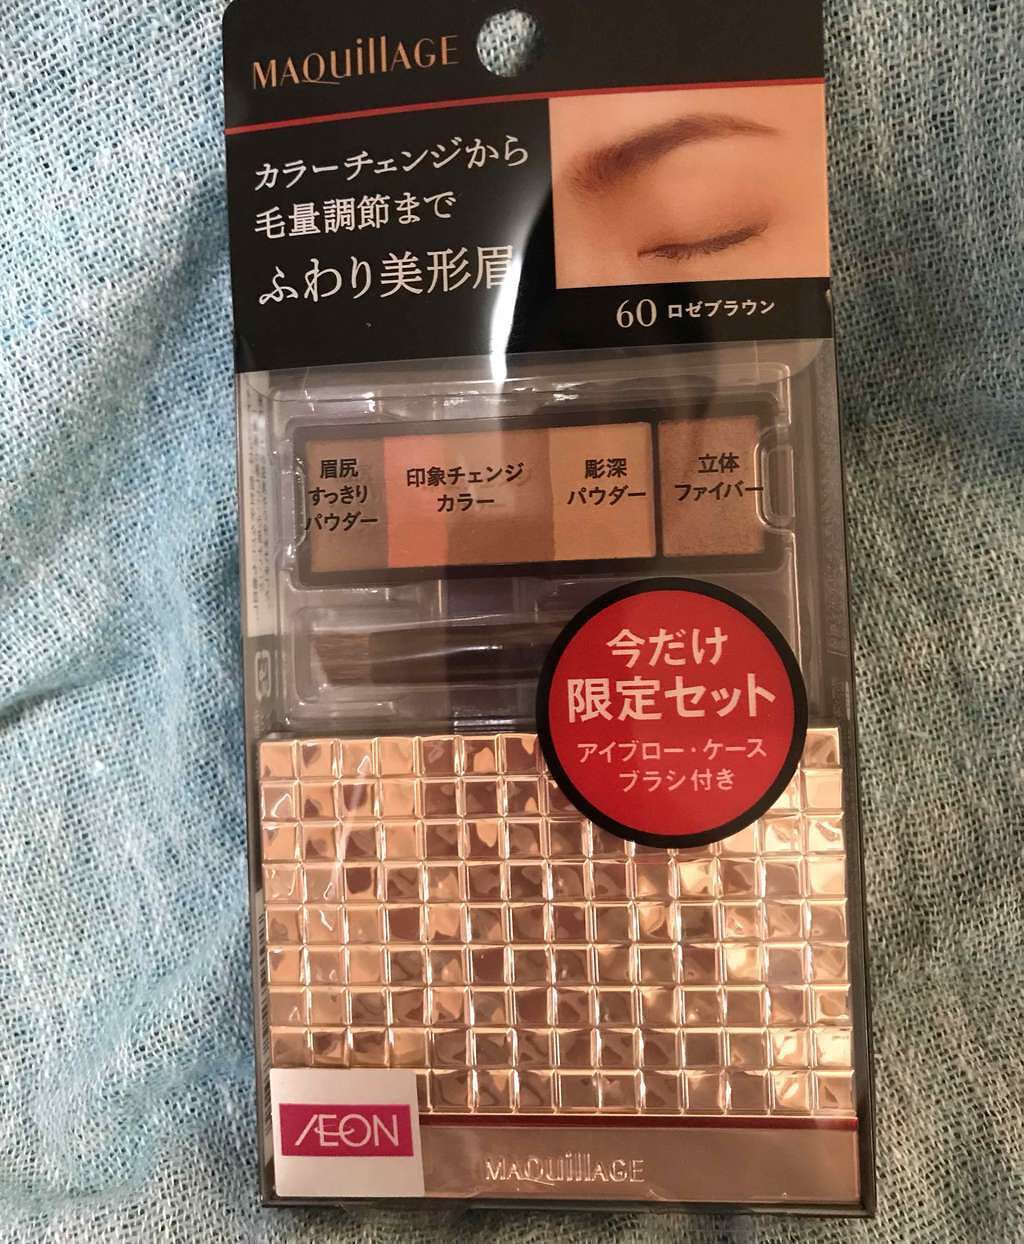 MAQuillAGE
カラーチェンジから
毛量調節まで
ふわり美形眉
60 ロゼブラウン
眉尻
すっきり
パウダー
印象チェンジ
カラー
彫深
パウダー
立体
ファイバー
今だけ
限定セット
アイブロー・ケース
ブラシ付き
ÆON
MAQuillAGE